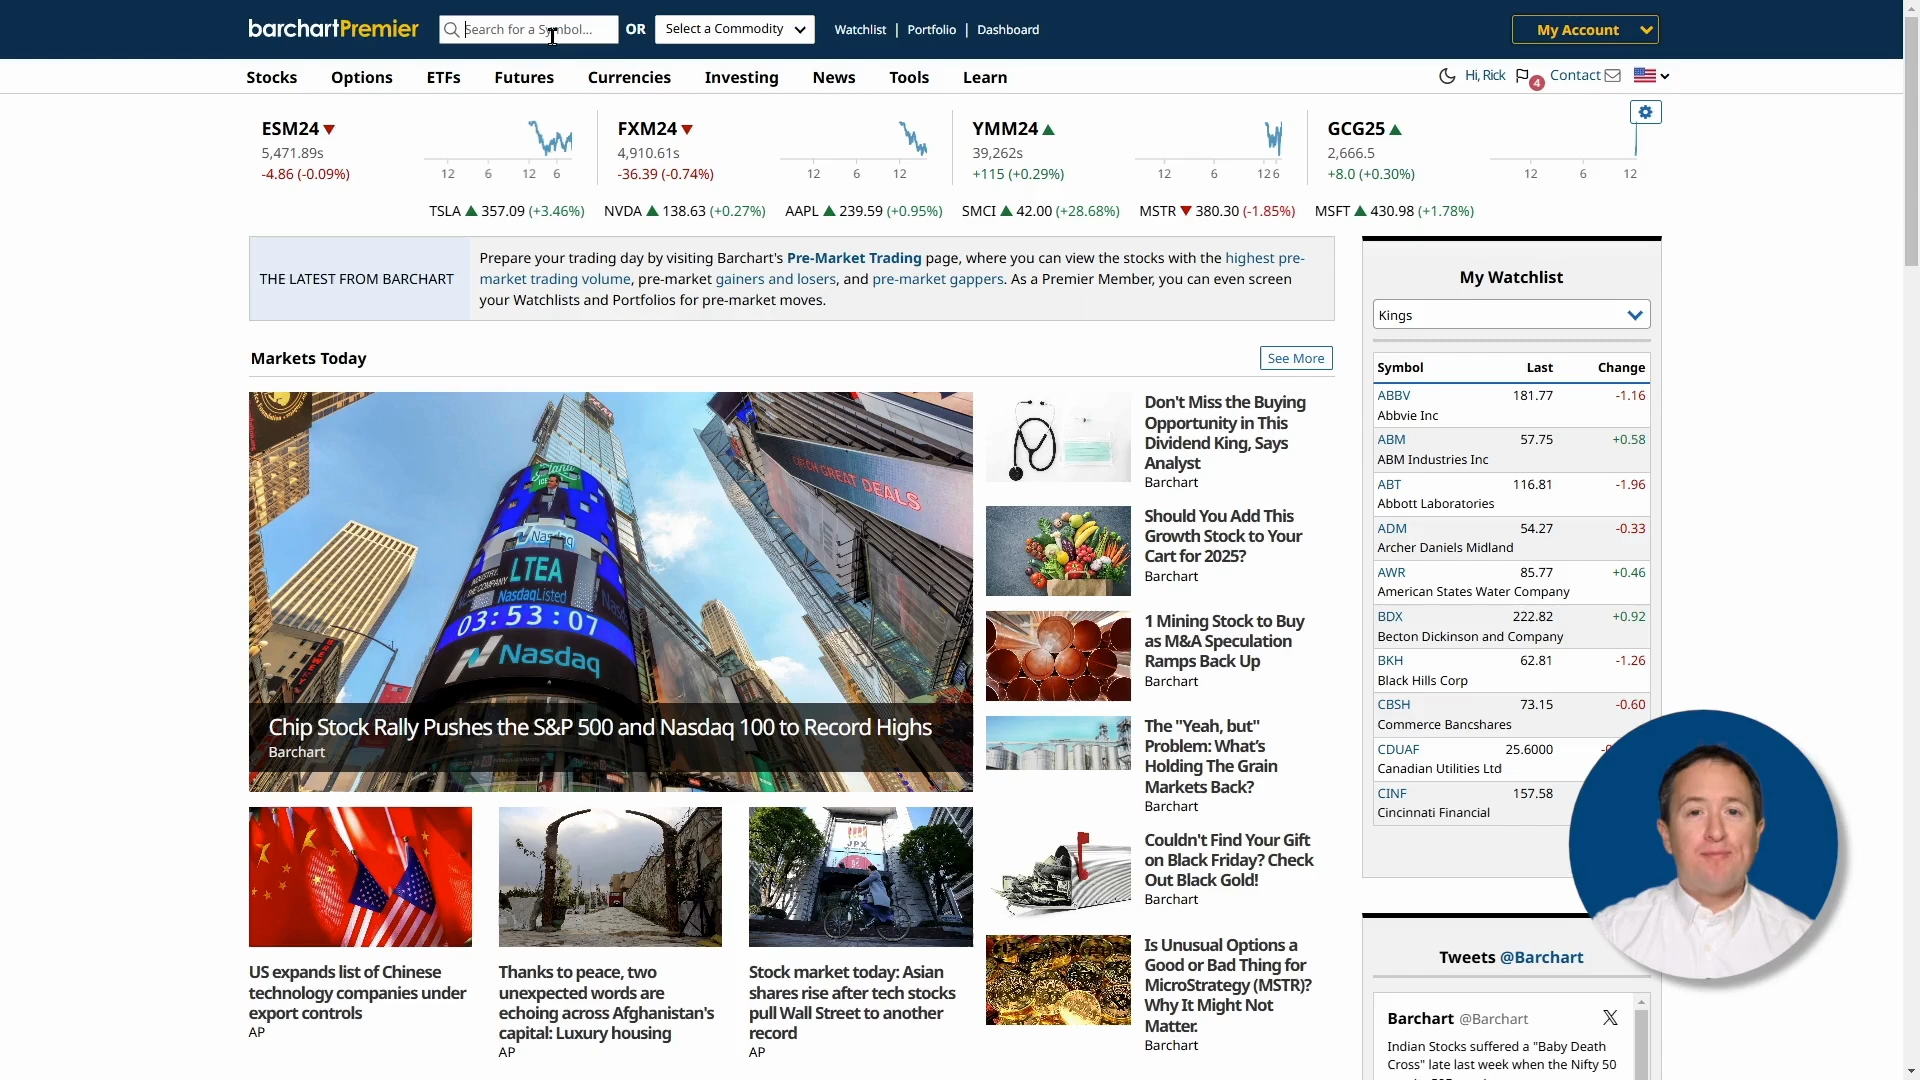 barchartPremier
Search for a Symbol...
OR
Select a Commodity
Watchlist | Portfolio | Dashboard
My Account
Stocks Options ETFs Futures Currencies Investing News Tools Learn
Hi, Rick
4
Contact
ESM24
5,471.89s
-4.86 (-0.09%)
12 6 12 6
FXM24
4,910.61s
-36.39 (-0.74%)
12 6 12
YMM24
39,262s
+115 (+0.29%)
12 6 12 6
GCG25
2,666.5
+8.0 (+0.30%)
12 6 12
TSLA 357.09 (+3.46%) NVDA 138.63 (+0.27%) AAPL 239.59 (+0.95%) SMCI 42.00 (+28.68%) MSTR 380.30 (-1.85%) MSFT 430.98 (+1.78%)
THE LATEST FROM BARCHART
Prepare your trading day by visiting Barchart's Pre-Market Trading page, where you can view the stocks with the highest pre-
market trading volume, pre-market gainers and losers, and pre-market gappers. As a Premier Member, you can even screen
your Watchlists and Portfolios for pre-market moves.
Markets Today
See More
CATCH GREAT DEALS
Nasdaq
LTEA
NasdaqListed
03:53:07
Nasdaq
Chip Stock Rally Pushes the S&P 500 and Nasdaq 100 to Record Highs
Barchart
JPX
US expands list of Chinese
technology companies under
export controls
AP
Thanks to peace, two
unexpected words are
echoing across Afghanistan's
capital: Luxury housing
AP
Stock market today: Asian
shares rise after tech stocks
pull Wall Street to another
record
AP
Don't Miss the Buying
Opportunity in This
Dividend King, Says
Analyst
Barchart
Should You Add This
Growth Stock to Your
Cart for 2025?
Barchart
1 Mining Stock to Buy
as M&A Speculation
Ramps Back Up
Barchart
The "Yeah, but"
Problem: What's
Holding The Grain
Markets Back?
Barchart
Couldn't Find Your Gift
on Black Friday? Check
Out Black Gold!
Barchart
Is Unusual Options a
Good or Bad Thing for
MicroStrategy (MSTR)?
Why It Might Not
Matter.
Barchart
My Watchlist
Kings
Symbol Last Change
ABBV 181.77 -1.16
Abbvie Inc
ABM 57.75 +0.58
ABM Industries Inc
ABT 116.81 -1.96
Abbott Laboratories
ADM 54.27 -0.33
Archer Daniels Midland
AWR 85.77 +0.46
American States Water Company
BDX 222.82 +0.92
Becton Dickinson and Company
BKH 62.81 -1.26
Black Hills Corp
CBSH 73.15 -0.60
Commerce Bancshares
CDUAF 25.6000
Canadian Utilities Ltd
CINF 157.58
Cincinnati Financial
Tweets @Barchart
Barchart @Barchart
Indian Stocks suffered a "Baby Death
Cross" late last week when the Nifty 50